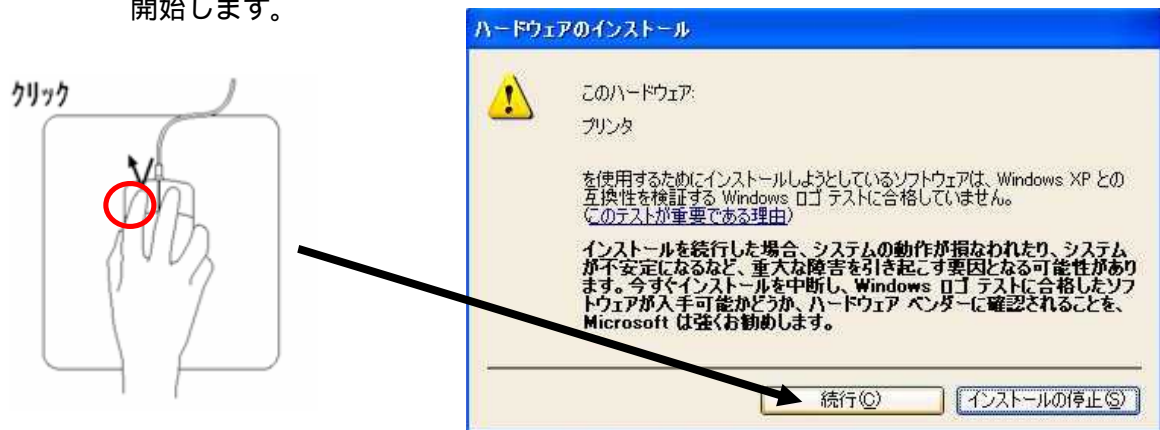 開始します。
クリック
ハードウェアのインストール
このハードウェア:
プリンタ
を使用するためにインストールしようとしているソフトウェアは、Windows XP との
互換性を検証する Windows ロゴ テストに合格していません。
(このテストが重要である理由)
インストールを続行した場合、システムの動作が損なわれたり、システム
が不安定になるなど、重大な障害を引き起こす要因となる可能性があり
ます。今すぐインストールを中断し、Windows ロゴ テストに合格したソフ
トウェアが入手可能かどうか、ハードウェア ベンダーに確認されることを、
Microsoft は強くお勧めします。
続行(C)
インストールの停止(S)